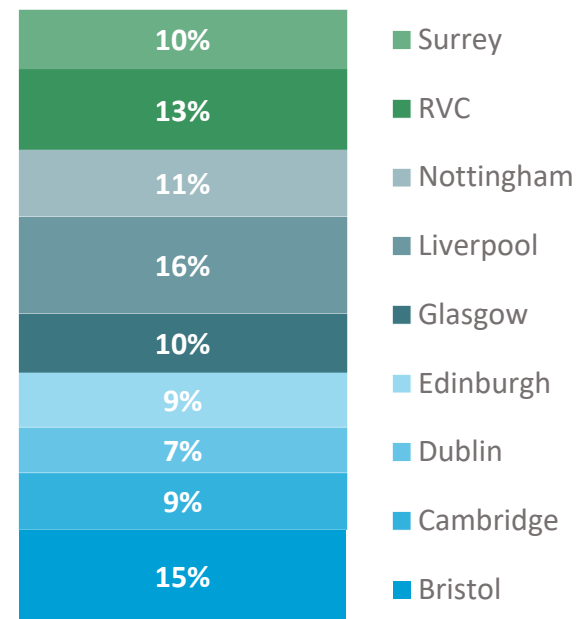 10% Surrey
13% RVC
11% Nottingham
16% Liverpool
10% Glasgow
9% Edinburgh
7% Dublin
9% Cambridge
15% Bristol